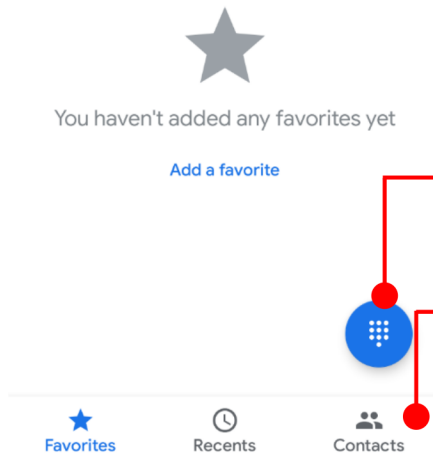 You haven't added any favorites yet
Add a favorite
Favorites
Recents
Contacts